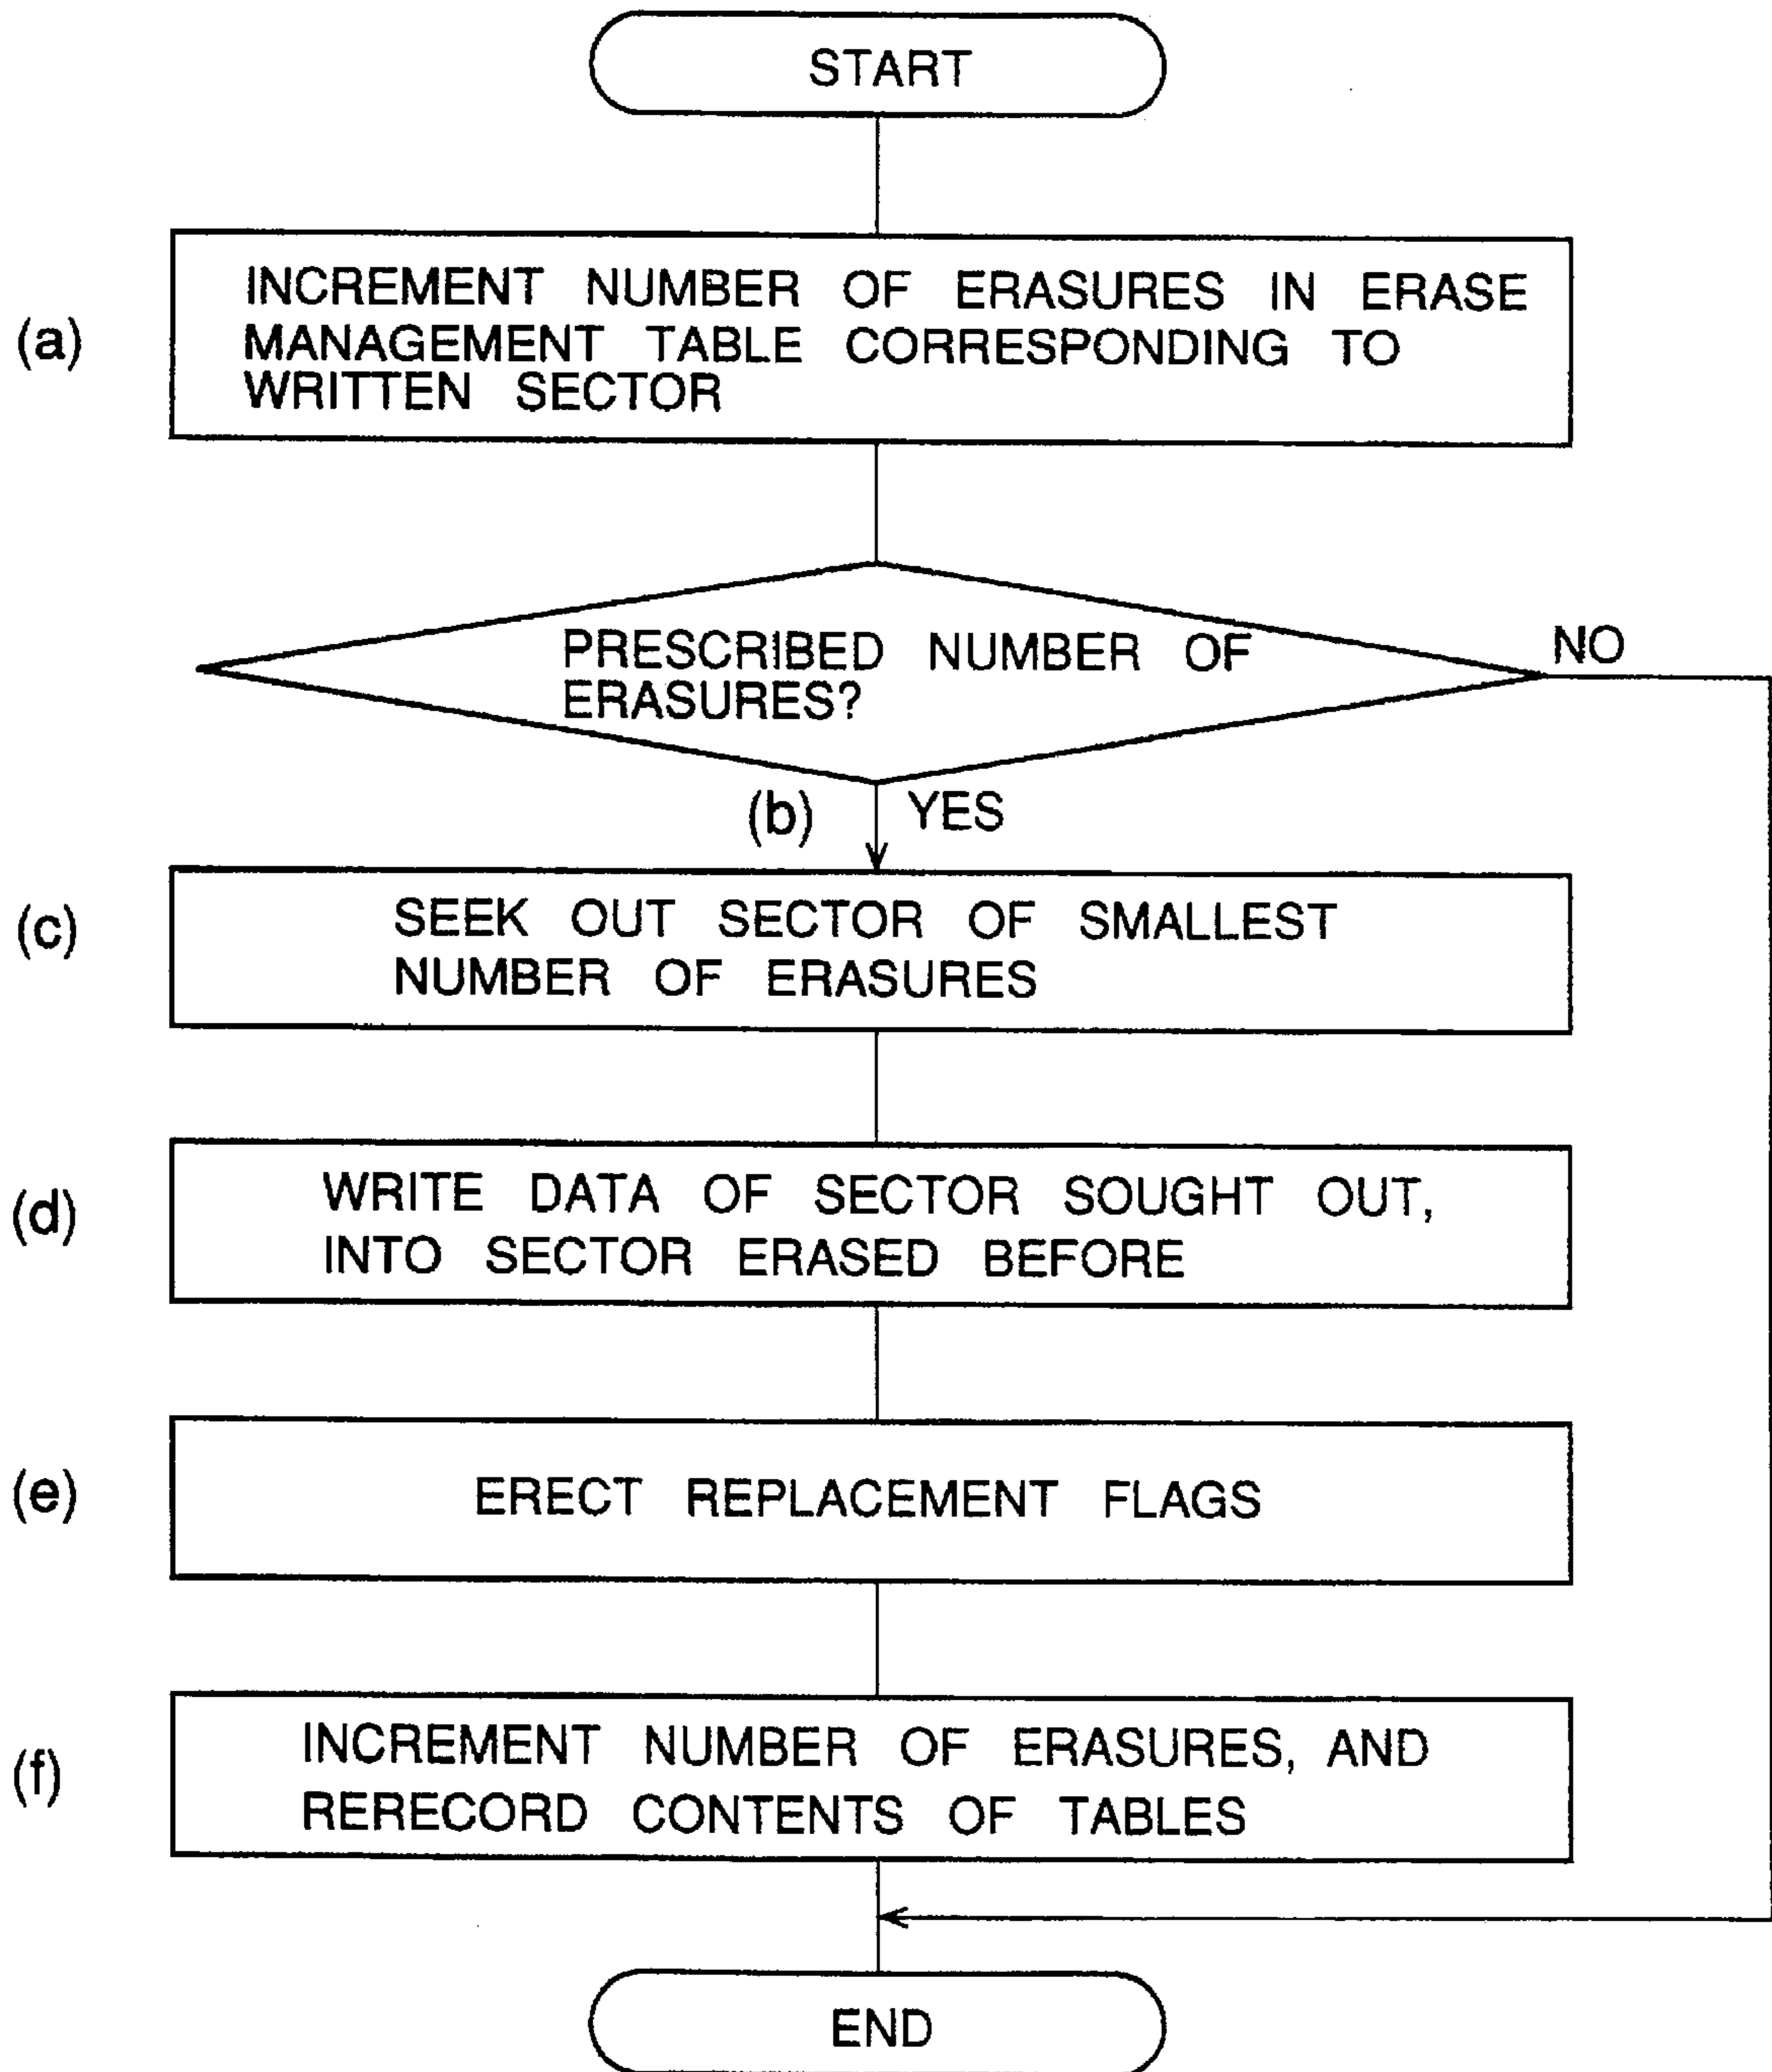 START
(a)
INCREMENT NUMBER OF ERASURES IN ERASE
MANAGEMENT TABLE CORRESPONDING TO
WRITTEN SECTOR
PRESCRIBED NUMBER OF
ERASURES?
NO
(b)
YES
(c)
SEEK OUT SECTOR OF SMALLEST
NUMBER OF ERASURES
(d)
WRITE DATA OF SECTOR SOUGHT OUT,
INTO SECTOR ERASED BEFORE
(e)
ERECT REPLACEMENT FLAGS
(f)
INCREMENT NUMBER OF ERASURES, AND
RERECORD CONTENTS OF TABLES
END